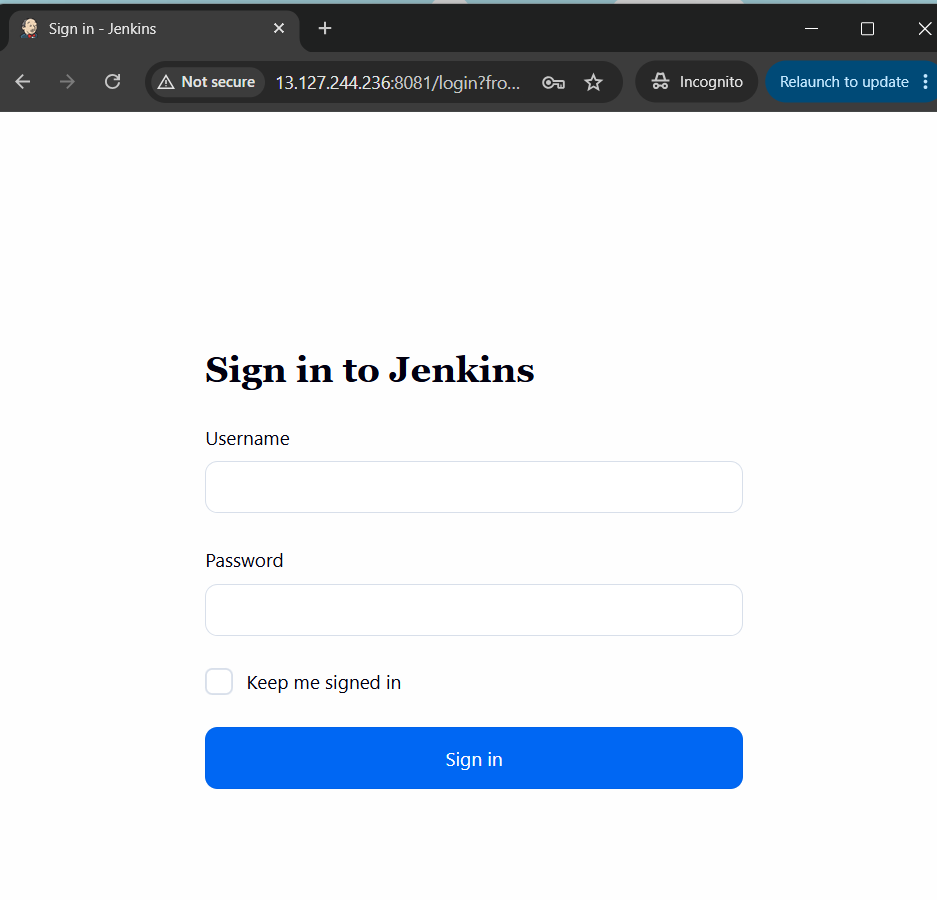 Sign in - Jenkins
Not secure 13.127.244.236:8081/login?fro... Incognito Relaunch to update
Sign in to Jenkins
Username
Password
Keep me signed in
Sign in